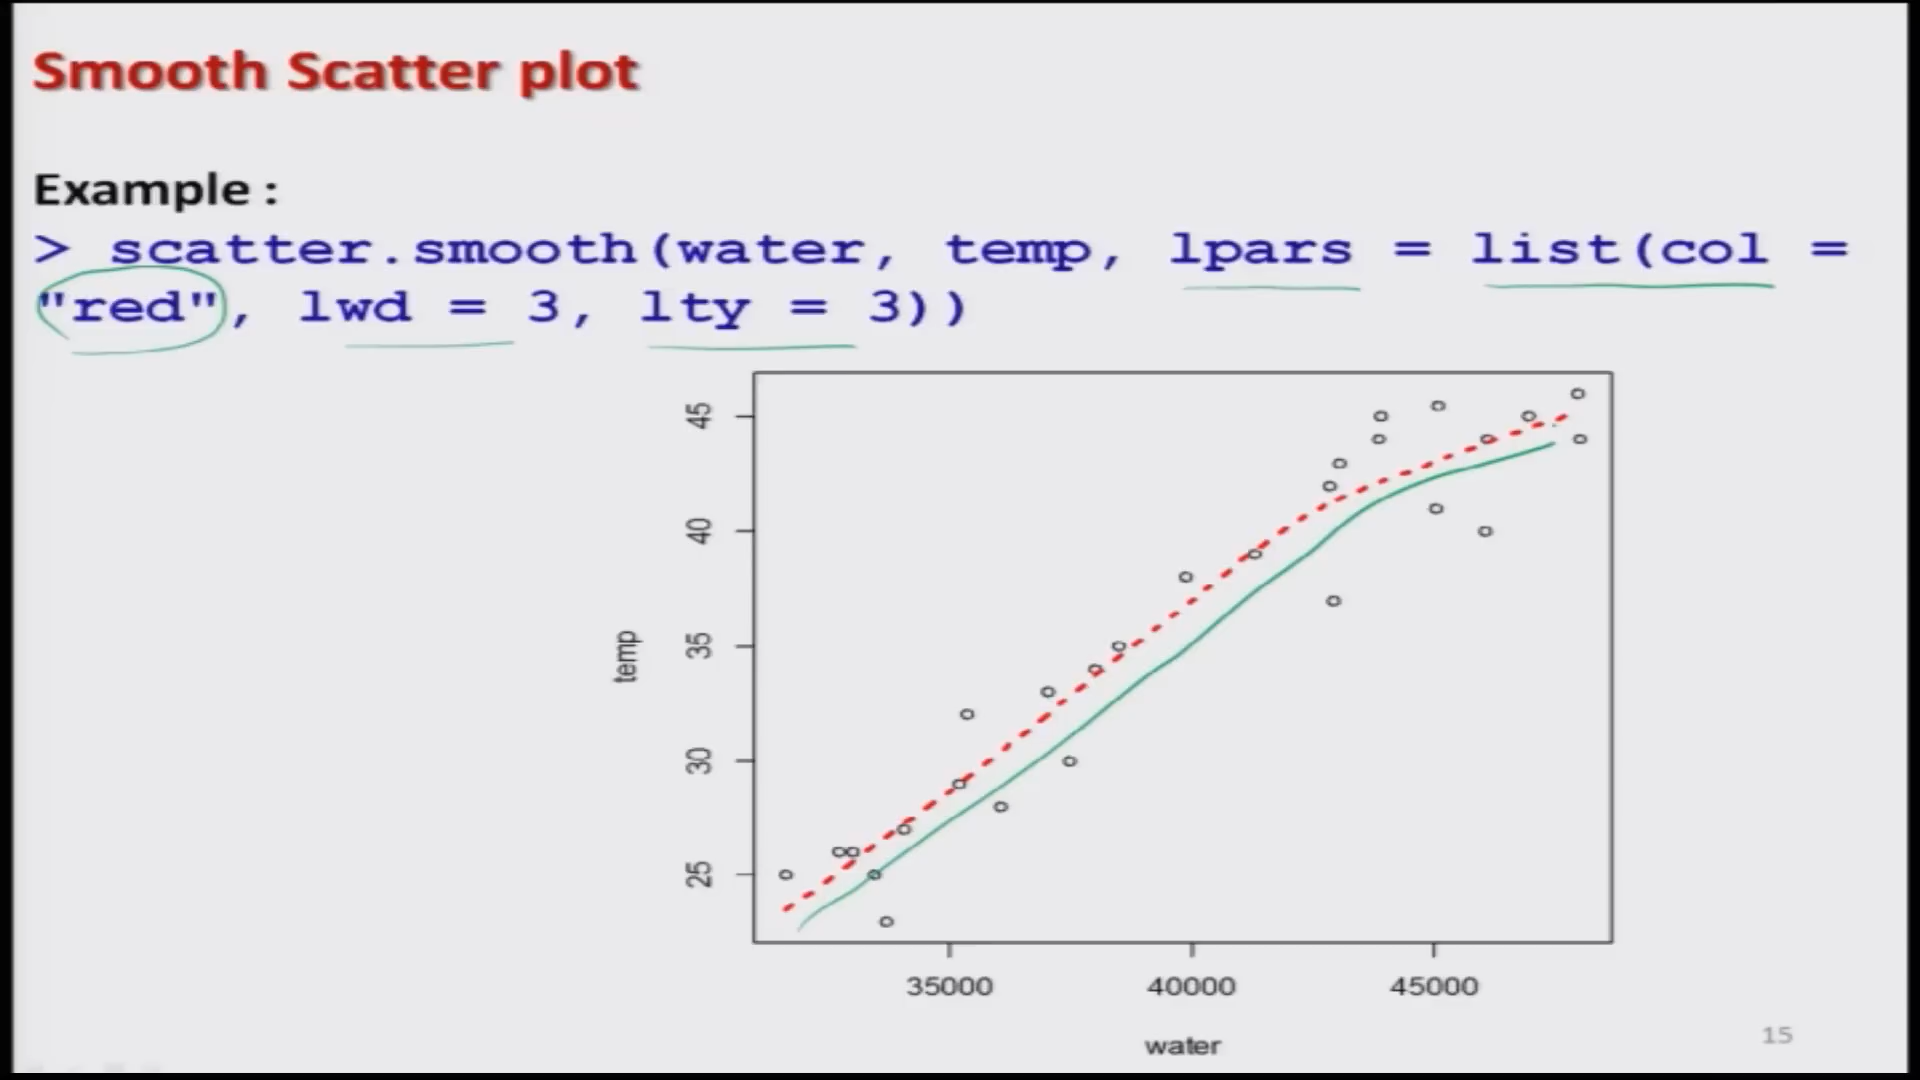 Smooth Scatter plot
Example :
> scatter.smooth(water, temp, lpars = list(col =
"red", lwd = 3, lty = 3))
45
40
35
30
25
temp
35000 40000 45000
water
15